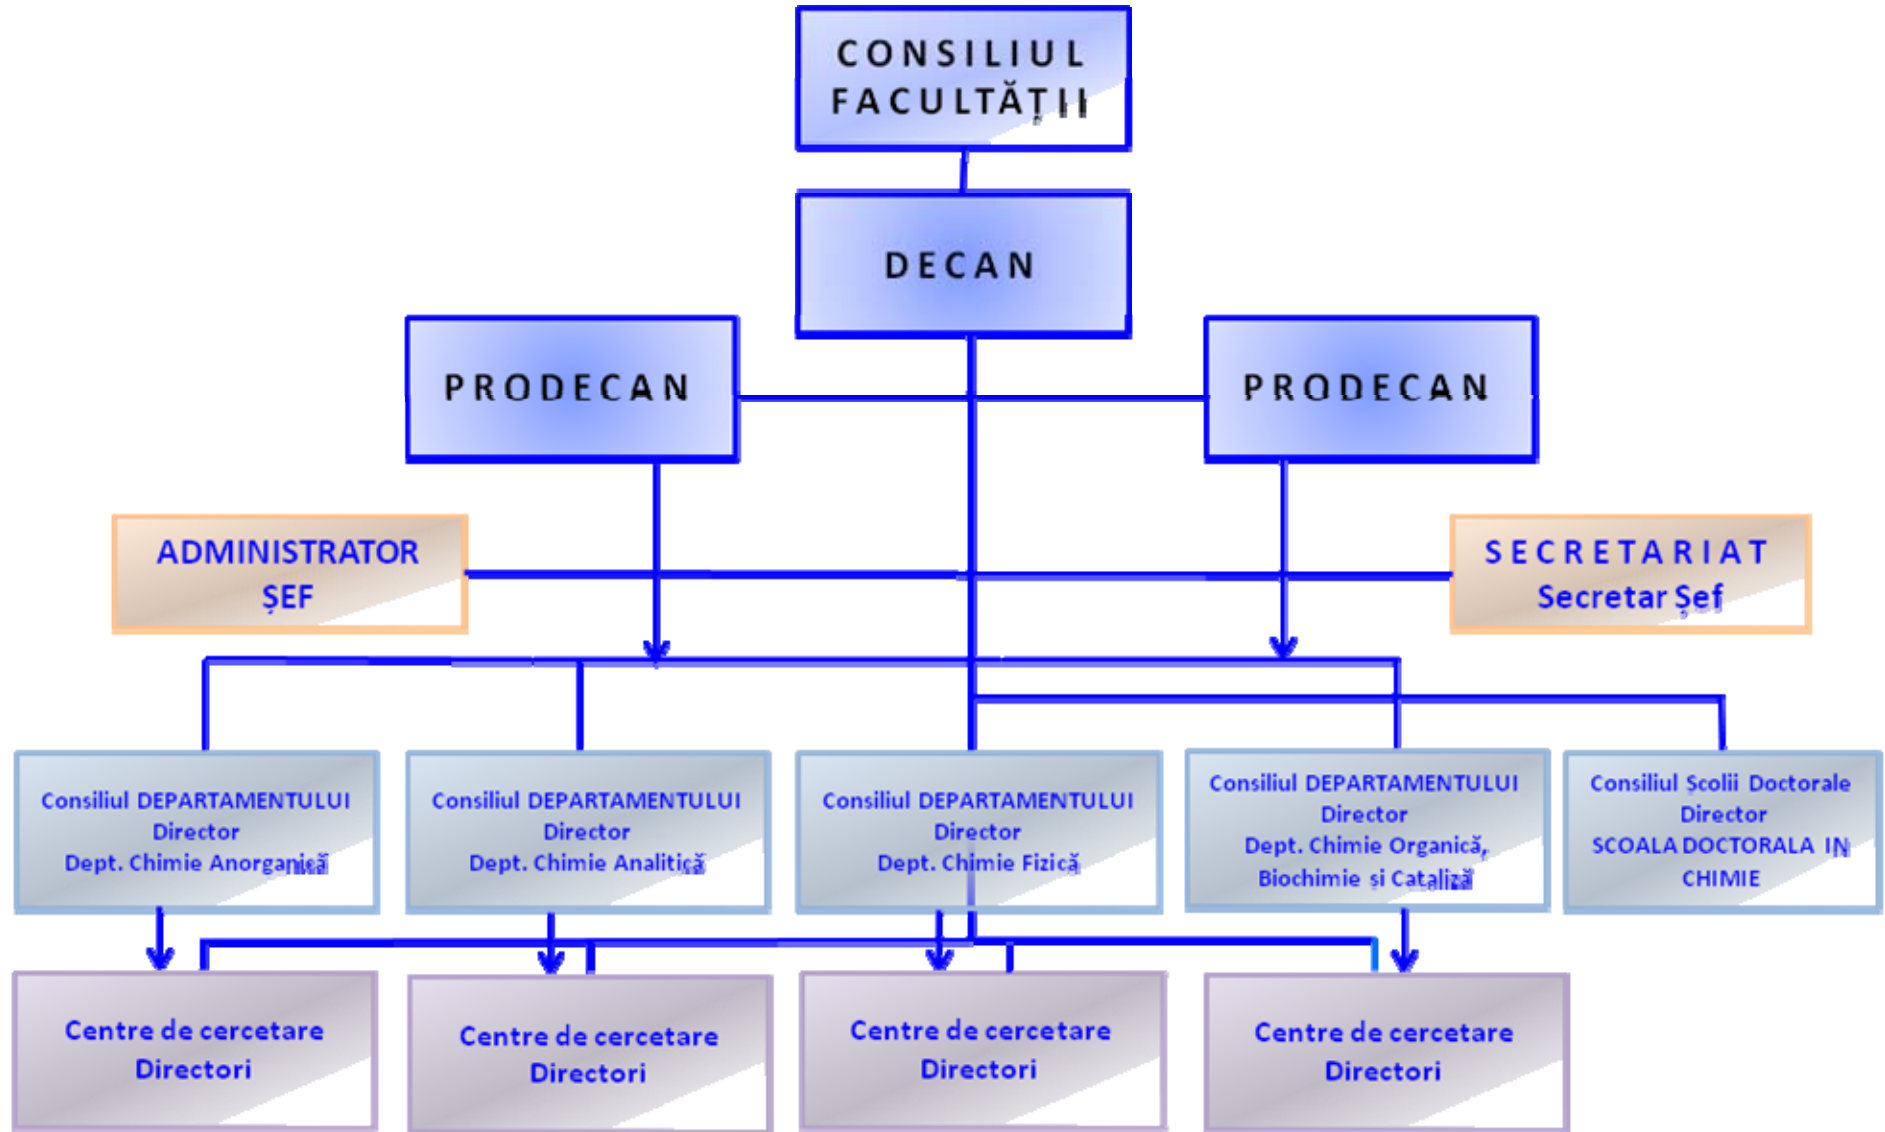 CONSILIUL
FACULTĂȚII
DECAN
PRODECAN
PRODECAN
ADMINISTRATOR
ȘEF
SECRETARIAT
Secretar Șef
Consiliul DEPARTAMENTULUI
Director
Dept. Chimie Anorganică
Consiliul DEPARTAMENTULUI
Director
Dept. Chimie Analitică
Consiliul DEPARTAMENTULUI
Director
Dept. Chimie Fizică
Consiliul DEPARTAMENTULUI
Director
Dept. Chimie Organică,
Biochimie și Cataliză
Consiliul Școlii Doctorale
Director
SCOALA DOCTORALA IN
CHIMIE
Centre de cercetare
Directori
Centre de cercetare
Directori
Centre de cercetare
Directori
Centre de cercetare
Directori